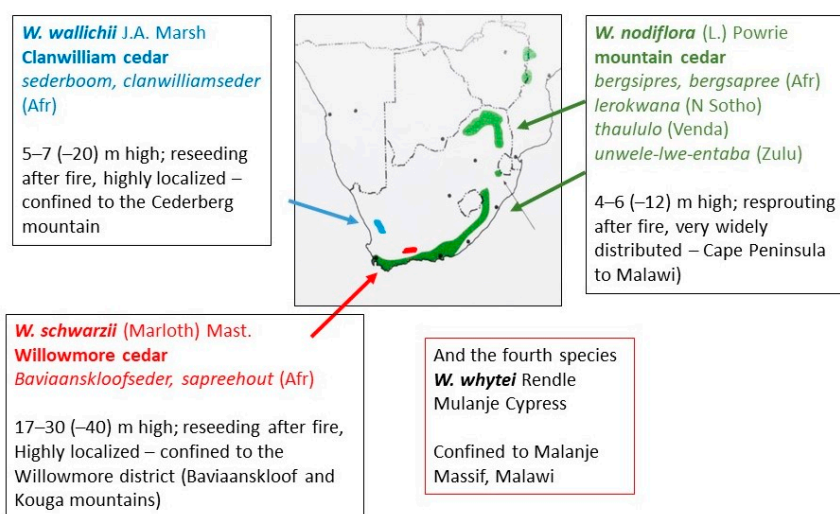 W. wallichii J.A. Marsh
Clanwilliam cedar
sederboom, clanwilliamseder
(Afr)
5–7 (–20) m high; reseeding
after fire, highly localized –
confined to the Cederberg
mountain
W. nodiflora (L.) Powrie
mountain cedar
bergsipres, bergsapree (Afr)
lerokwana (N Sotho)
thaululo (Venda)
unwele-lwe-entaba (Zulu)
4–6 (–12) m high; resprouting
after fire, very widely
distributed – Cape Peninsula
to Malawi)
W. schwarzii (Marloth) Mast.
Willowmore cedar
Baviaanskloofseder, sapreehout (Afr)
17–30 (–40) m high; reseeding after fire,
Highly localized – confined to the
Willowmore district (Baviaanskloof and
Kouga mountains)
And the fourth species
W. whytei Rendle
Mulanje Cypress
Confined to Malanje
Massif, Malawi